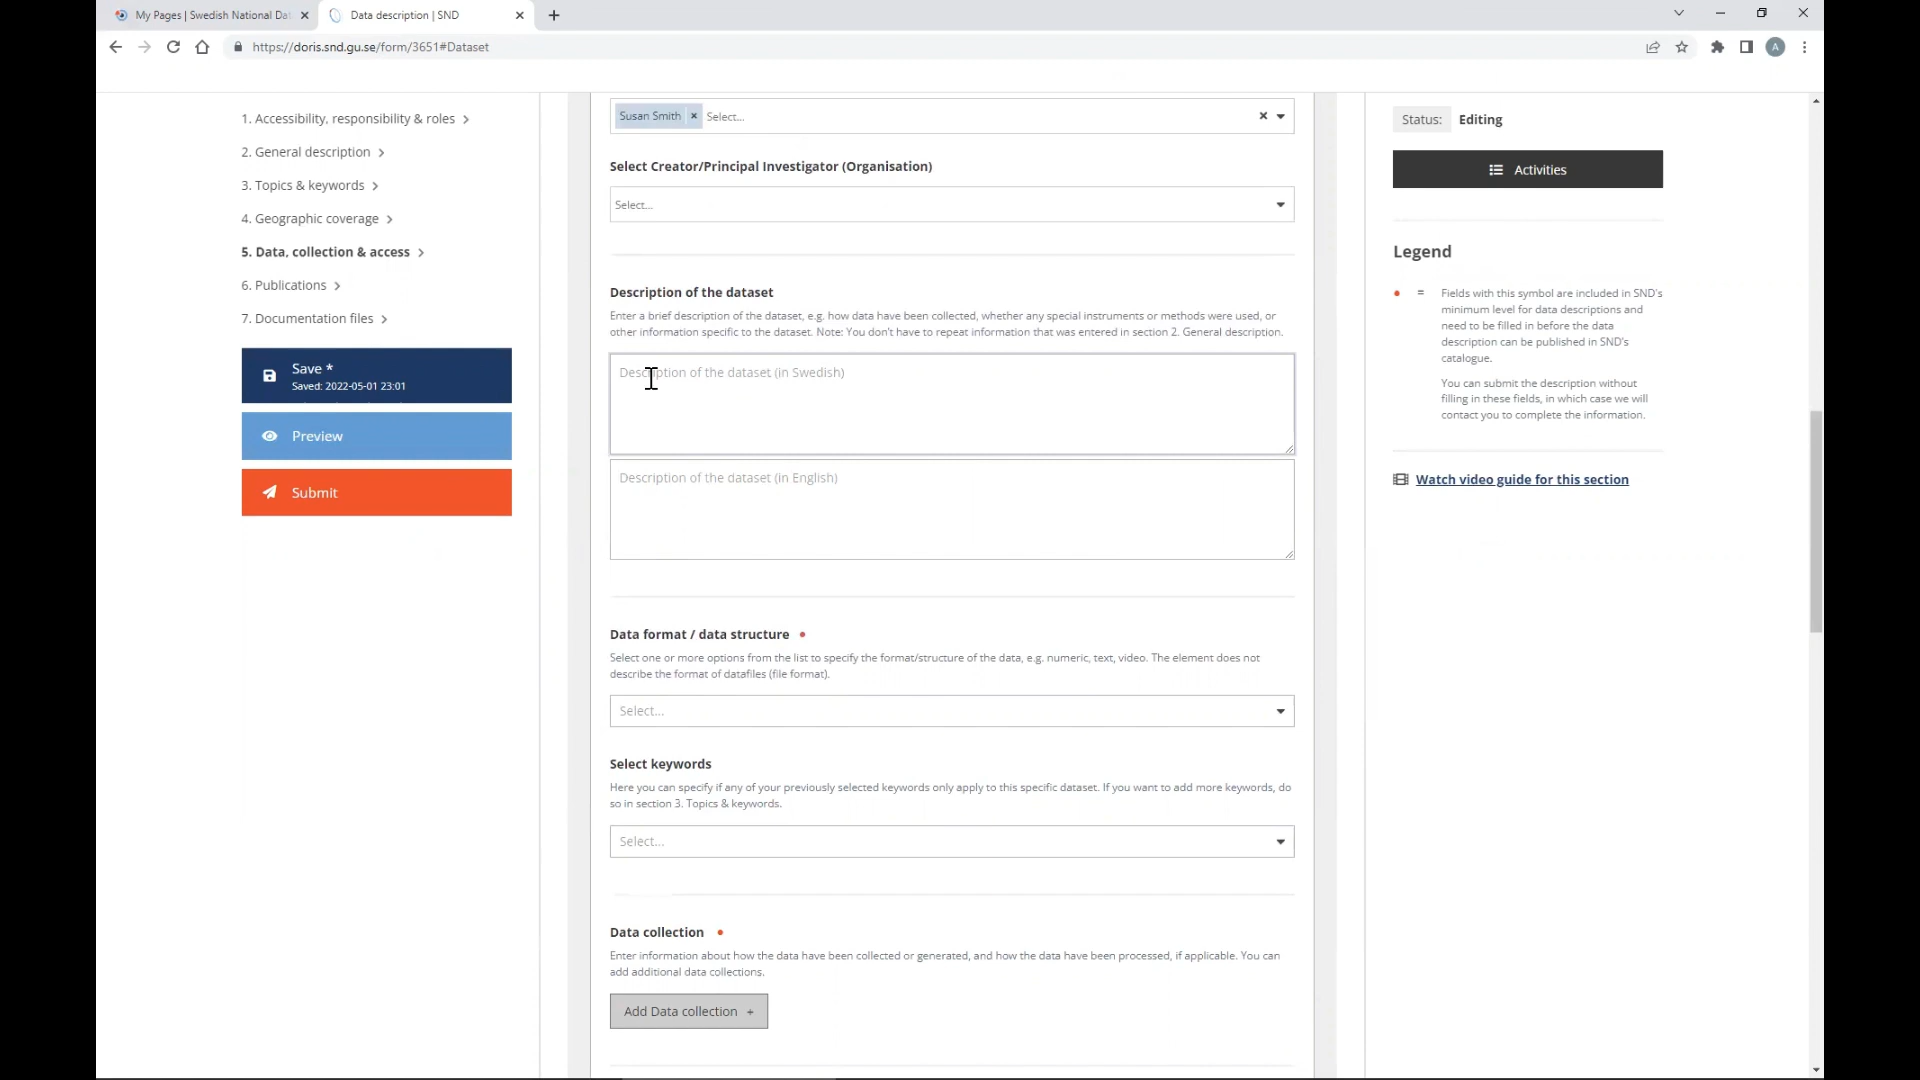 My Pages | Swedish National Dat
Data description | SND
https://doris.snd.gu.se/form/3651#Dataset
A
1. Accessibility, responsibility & roles
2. General description
3. Topics & keywords
4. Geographic coverage
5. Data, collection & access
6. Publications
7. Documentation files
Save *
Saved: 2022-05-01 23:01
Preview
Submit
Susan Smith × Select...
Select Creator/Principal Investigator (Organisation)
Select...
Description of the dataset
Enter a brief description of the dataset, e.g. how data have been collected, whether any special instruments or methods were used, or
other information specific to the dataset. Note: You don't have to repeat information that was entered in section 2. General description.
Description of the dataset (in Swedish)
Description of the dataset (in English)
Data format / data structure
Select one or more options from the list to specify the format/structure of the data, e.g. numeric, text, video. The element does not
describe the format of datafiles (file format).
Select...
Select keywords
Here you can specify if any of your previously selected keywords only apply to this specific dataset. If you want to add more keywords, do
so in section 3. Topics & keywords.
Select...
Data collection
Enter information about how the data have been collected or generated, and how the data have been processed, if applicable. You can
add additional data collections.
Add Data collection +
Status: Editing
Activities
Legend
= Fields with this symbol are included in SND's
minimum level for data descriptions and
need to be filled in before the data
description can be published in SND's
catalogue.
You can submit the description without
filling in these fields, in which case we will
contact you to complete the information.
Watch video guide for this section